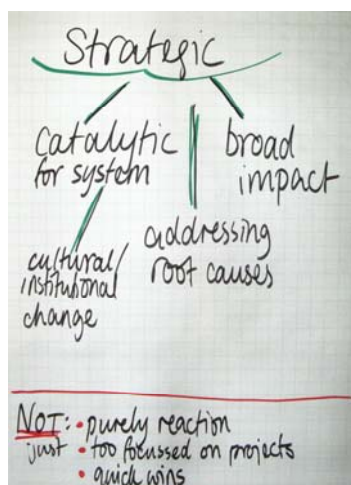 Strategic
catalytic
for system
broad
impact
addressing
root causes
cultural/
institutional
change
NOT: • purely reaction
just • too focussed on projects
• quick wins